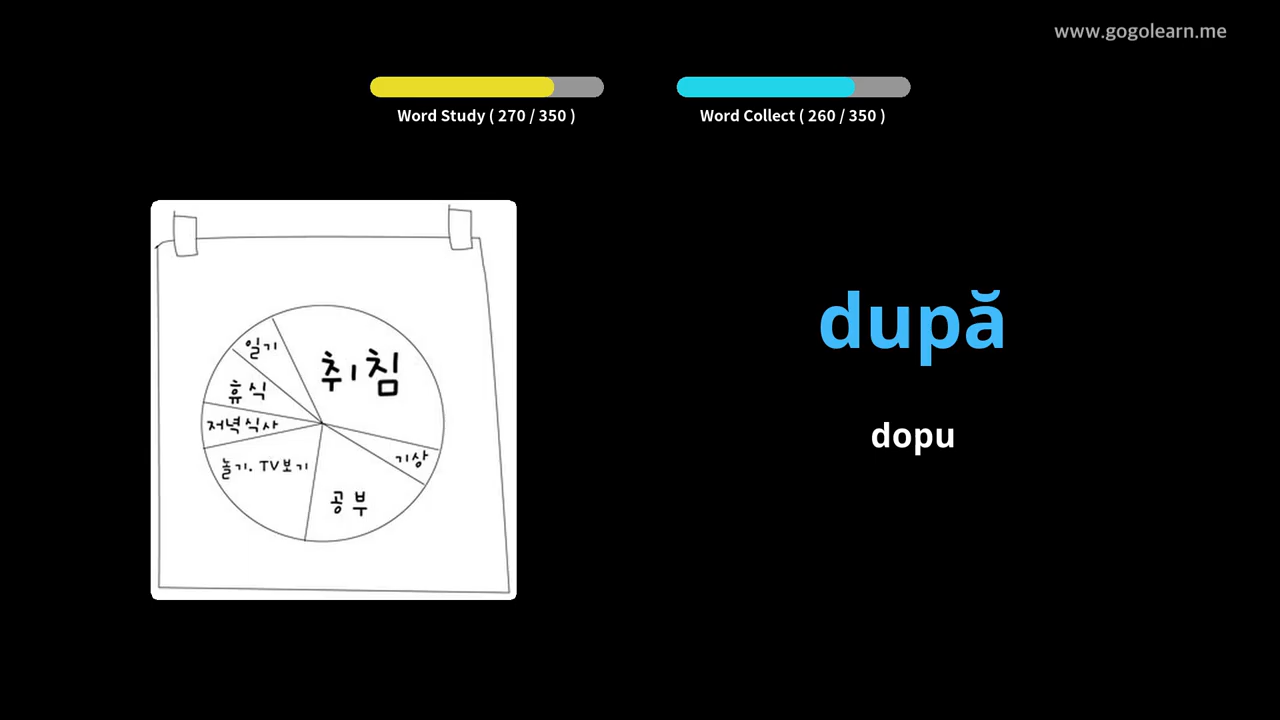 www.gogolearn.me
Word Study ( 270 / 350 )
Word Collect ( 260 / 350 )
일기
취침
휴식
저녁식사
놀기. TV보기
기상
공부
după
dopu